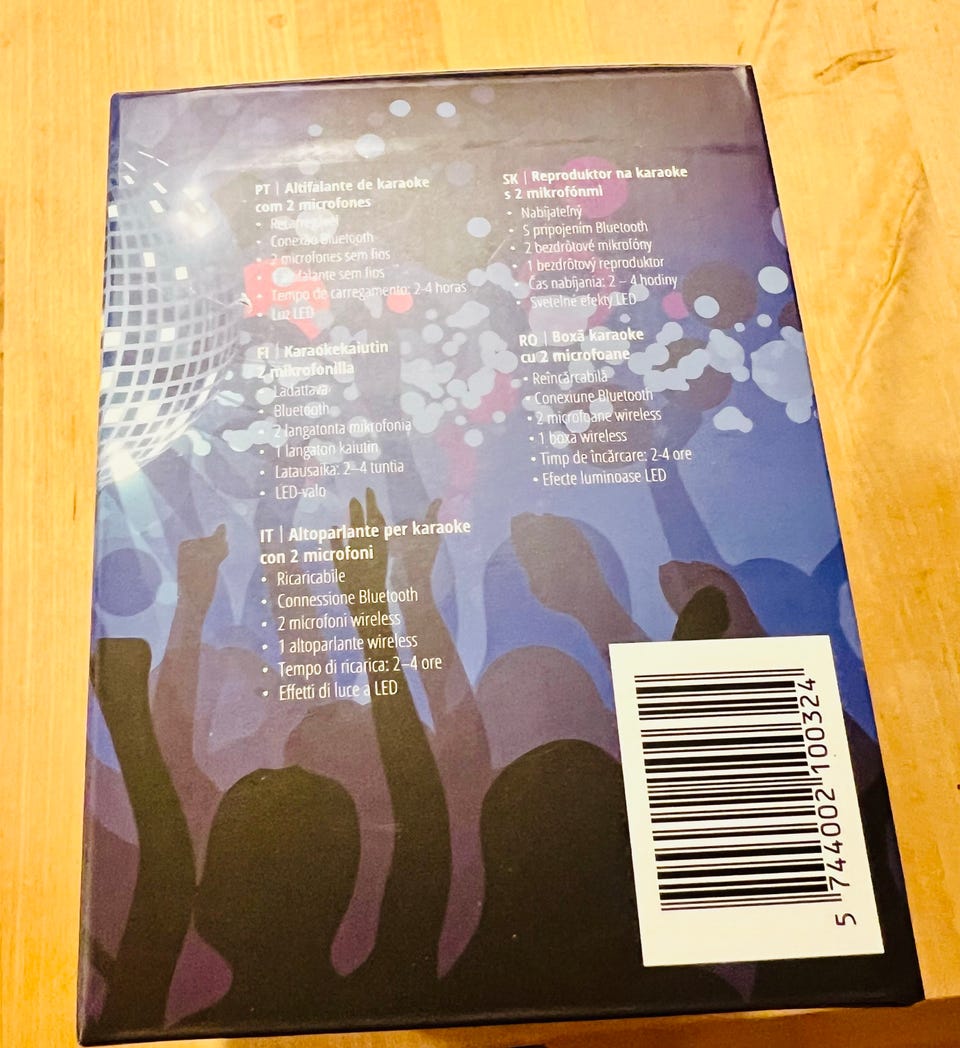 PT | Altifalante de karaoke
com 2 microfones
• Recarregável
• Conexão Bluetooth
• 2 microfones sem fios
• 1 altifalante sem fios
• Tempo de carregamento: 2-4 horas
• Luz LED
FI | Karaokekaiutin
2 mikrofonilla
• Ladattava
• Bluetooth
• 2 langatonta mikrofonia
• 1 langaton kaiutin
• Latausaika: 2–4 tuntia
• LED-valo
IT | Altoparlante per karaoke
con 2 microfoni
• Ricaricabile
• Connessione Bluetooth
• 2 microfoni wireless
• 1 altoparlante wireless
• Tempo di ricarica: 2–4 ore
• Effetti di luce a LED
SK | Reproduktor na karaoke
s 2 mikrofónmi
• Nabíjateľný
• S pripojením Bluetooth
• 2 bezdrôtové mikrofóny
• 1 bezdrôtový reproduktor
• Čas nabíjania: 2 – 4 hodiny
• Svetelné efekty LED
RO | Boxă karaoke
cu 2 microfoane
• Reîncărcabilă
• Conexiune Bluetooth
• 2 microfoane wireless
• 1 boxă wireless
• Timp de încărcare: 2-4 ore
• Efecte luminoase LED
5 744002 100324